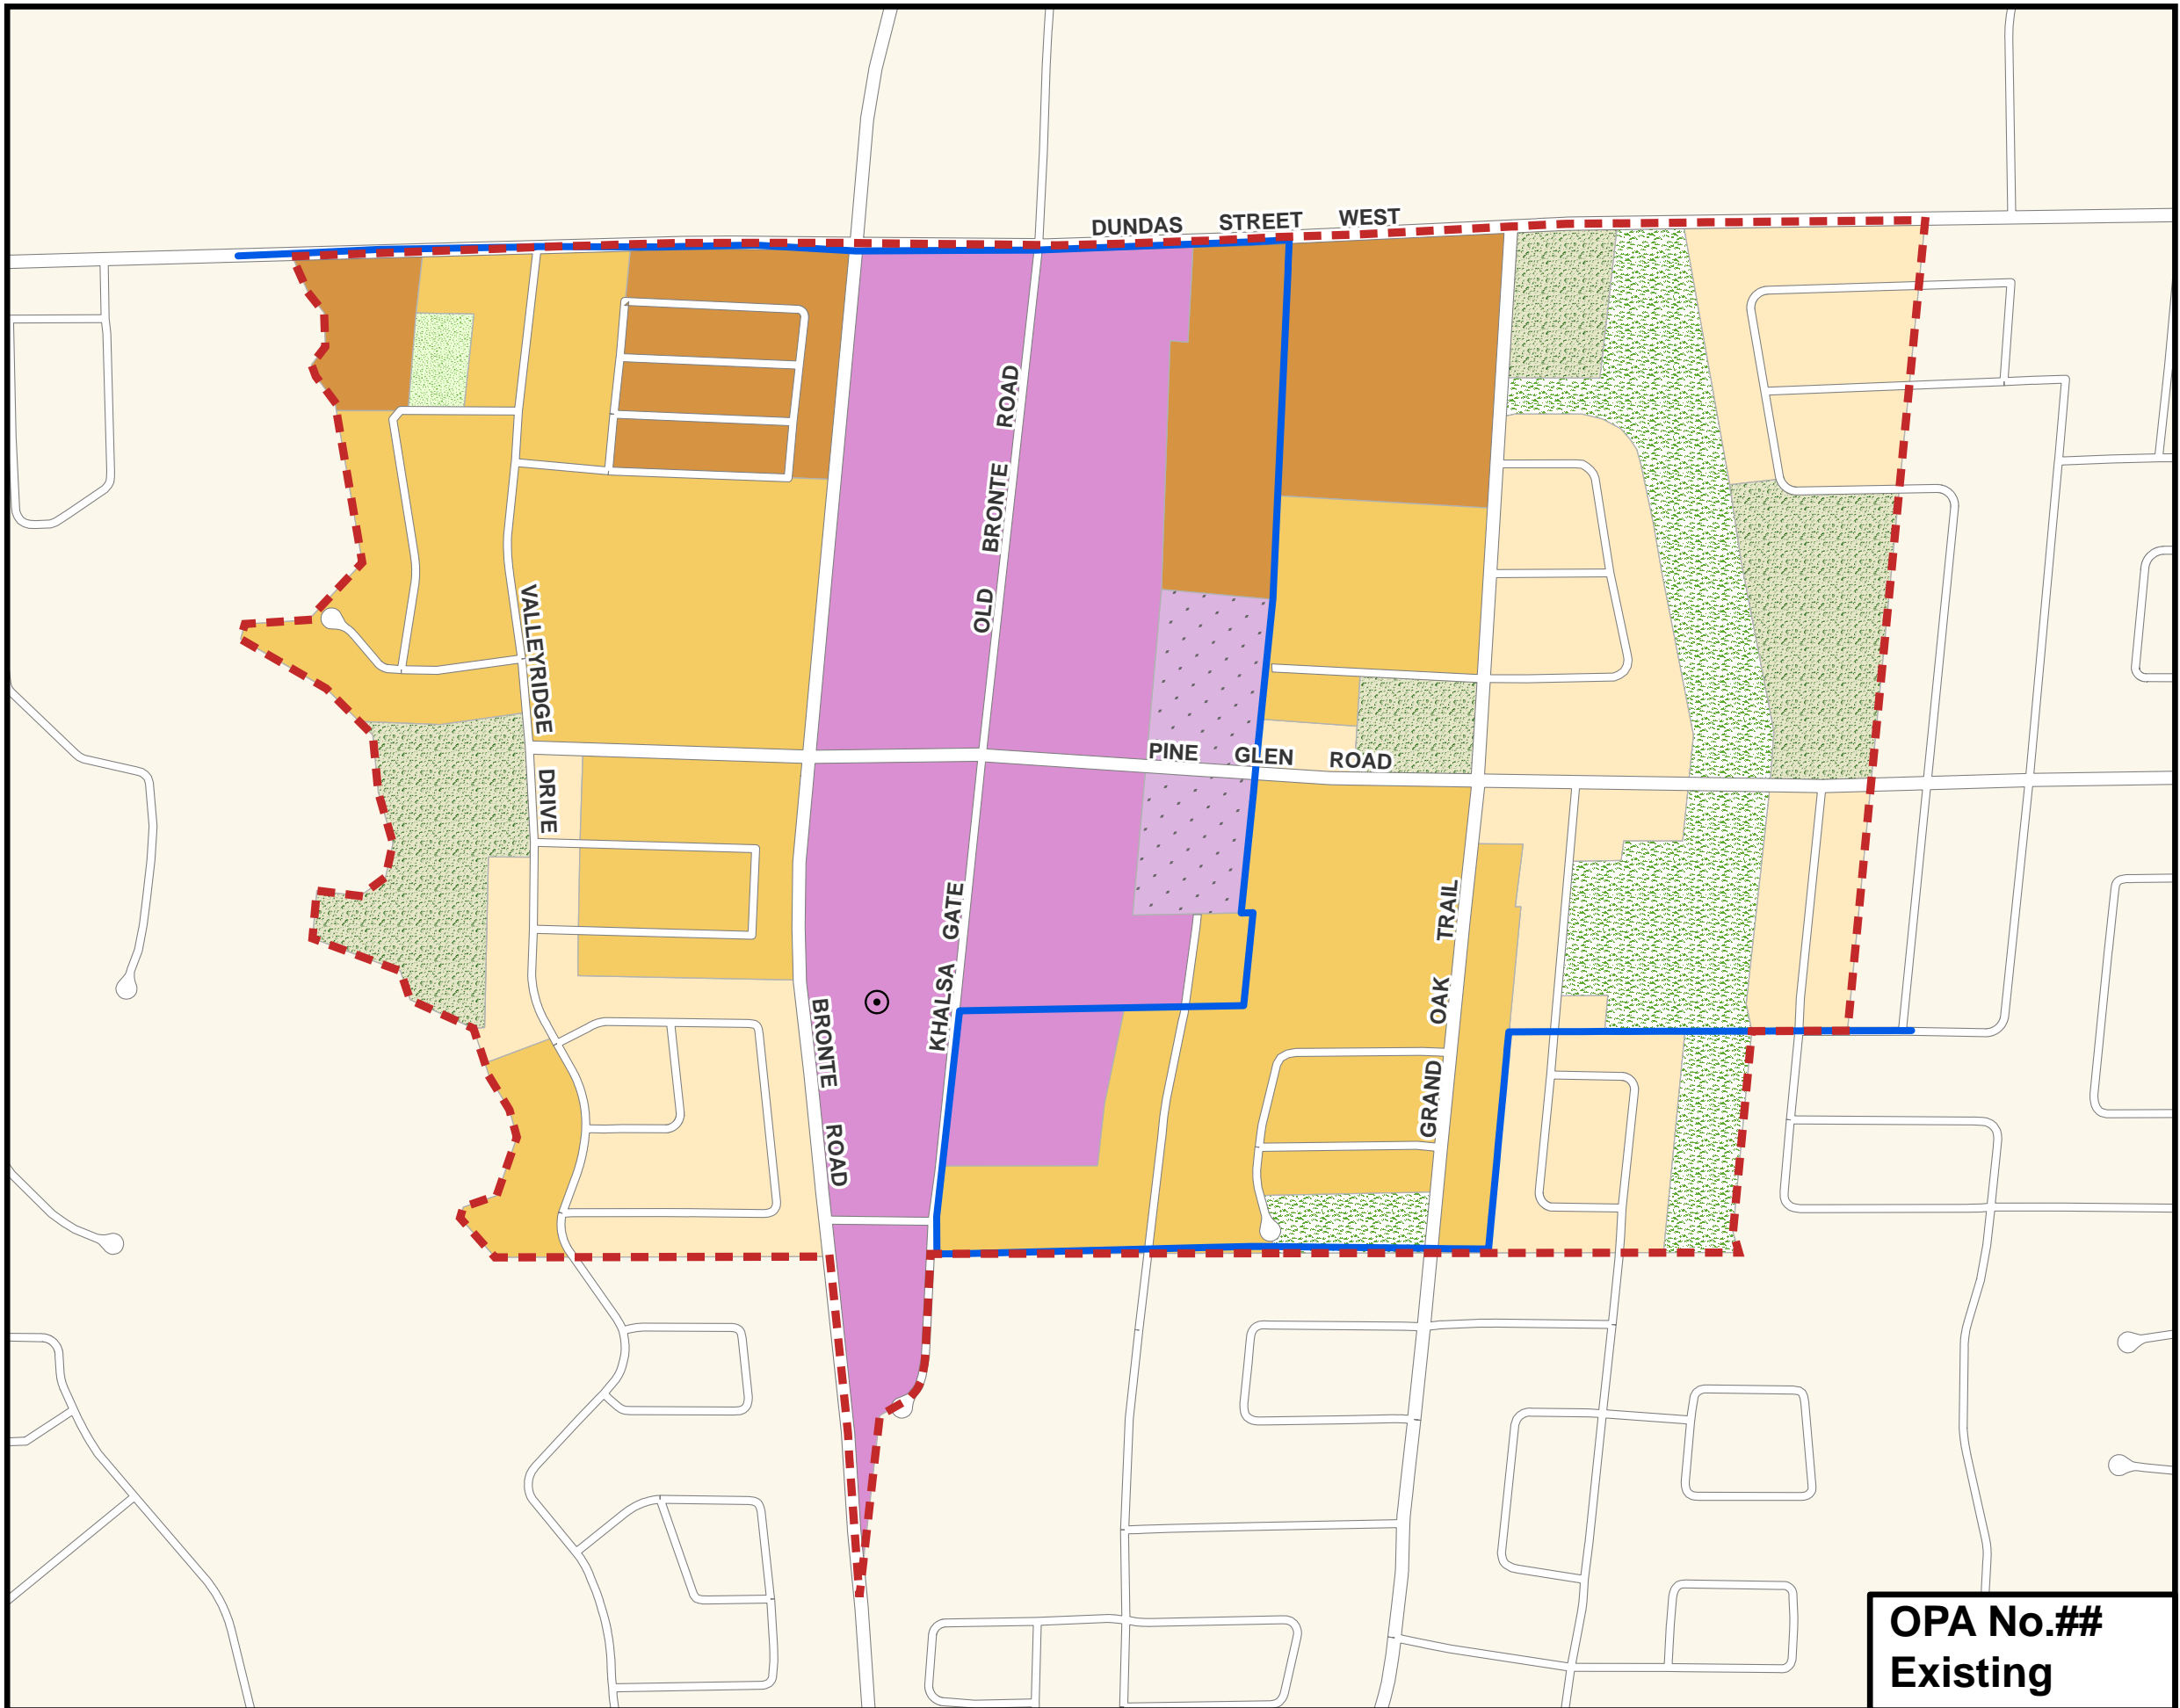 DUNDAS STREET WEST
OLD BRONTE ROAD
VALLEYRIDGE DRIVE
PINE GLEN ROAD
KHALSA GATE
BRONTE ROAD
GRAND OAK TRAIL
OPA No.##
Existing